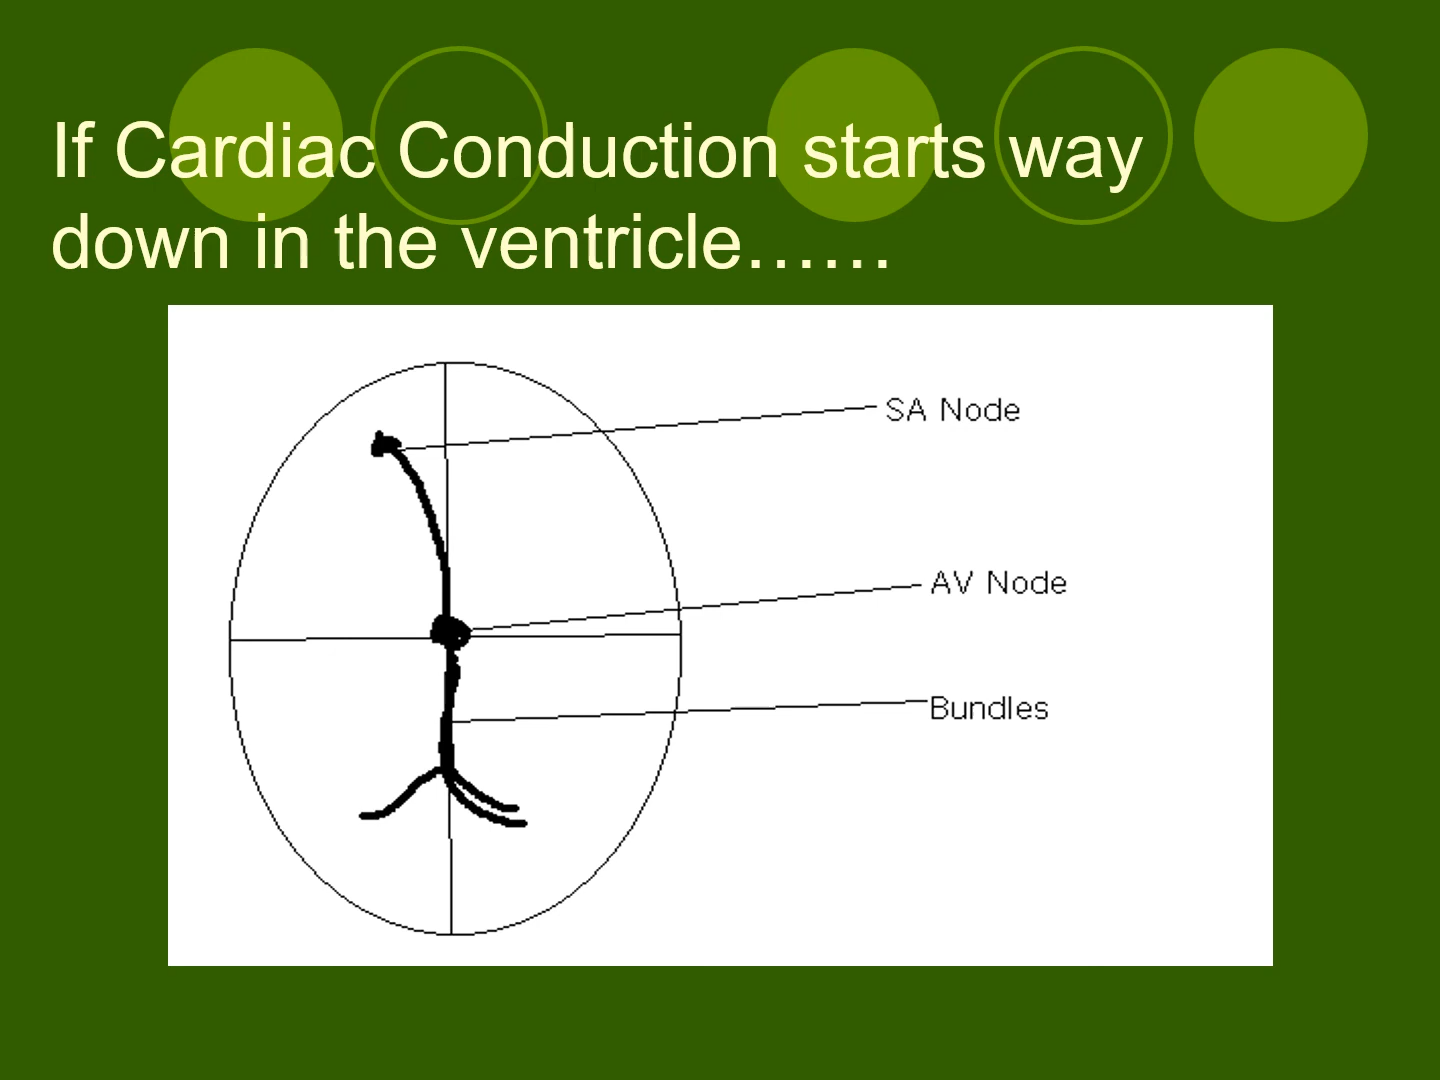 If Cardiac Conduction starts way
down in the ventricle……
SA Node
AV Node
Bundles